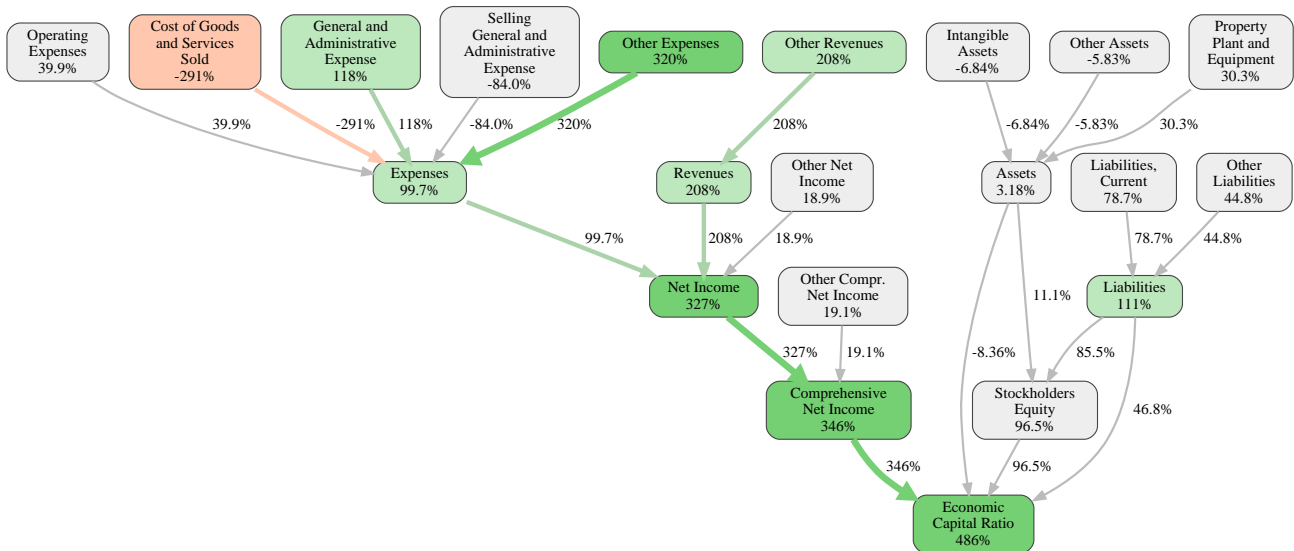 Operating
Expenses
39.9%
Cost of Goods
and Services
Sold
-291%
General and
Administrative
Expense
118%
Selling
General and
Administrative
Expense
-84.0%
Other Expenses
320%
Other Revenues
208%
Intangible
Assets
-6.84%
Other Assets
-5.83%
Property
Plant and
Equipment
30.3%
39.9%
-291%
118%
-84.0%
320%
208%
-6.84%
-5.83%
30.3%
Expenses
99.7%
Revenues
208%
Other Net
Income
18.9%
Assets
3.18%
Liabilities,
Current
78.7%
Other
Liabilities
44.8%
99.7%
208%
18.9%
78.7%
44.8%
Net Income
327%
Other Compr.
Net Income
19.1%
11.1%
Liabilities
111%
327%
19.1%
-8.36%
85.5%
Comprehensive
Net Income
346%
Stockholders
Equity
96.5%
46.8%
346%
96.5%
Economic
Capital Ratio
486%